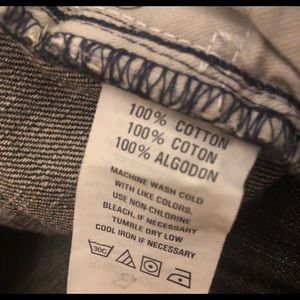 100% COTTON
100% COTON
100% ALGODON
MACHINE WASH COLD
WITH LIKE COLORS.
USE NON-CHLORINE
BLEACH, IF NECESSARY
TUMBLE DRY LOW
COOL IRON IF NECESSARY
30C